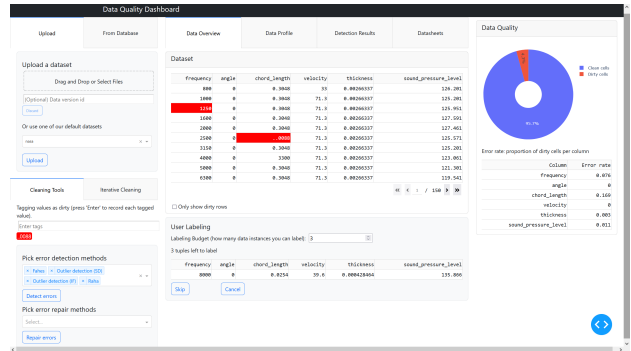 Data Quality Dashboard
Upload
From Database
Upload a dataset
Drag and Drop or Select Files
(Optional) Data version id
Or use one of our default datasets
nasa
Upload
Cleaning Tools
Iterative Cleaning
Tagging values as dirty (press 'Enter' to record each tagged
value).
Enter tags
.0088
Pick error detection methods
× Fahes × Outlier detection (SD)
× Outlier detection (IF) × Raha
Detect errors
Pick error repair methods
Select...
Repair errors
Data Overview
Data Profile
Detection Results
Datasheets
Dataset
frequency angle chord_length velocity thickness sound_pressure_level
800 0 0.3048 33 0.00266337 126.201
1000 0 0.3048 71.3 0.00266337 125.201
1250 0 0.3048 71.3 0.00266337 125.951
1600 0 0.3048 71.3 0.00266337 127.591
2000 0 0.3048 71.3 0.00266337 127.461
2500 0 ..0088 71.3 0.00266337 125.571
3150 0 0.3048 71.3 0.00266337 125.201
4000 0 3300 71.3 0.00266337 123.061
5000 0 0.3048 71.3 0.00266337 121.301
6300 0 0.3048 71.3 0.00266337 119.541
« ‹ 1 / 150 › »
Only show dirty rows
User Labeling
Labeling Budget (how many data instances you can label): 3
3 tuples left to label
frequency angle chord_length velocity thickness sound_pressure_level
8000 0 0.0254 39.6 0.000428464 135.866
Skip
Cancel
Data Quality
Clean cells
Dirty cells
95.7%
Error rate: proportion of dirty cells per
column
Column Error rate
frequency 0.076
angle 0
chord_length 0.169
velocity 0
thickness 0.003
sound_pressure_level 0.011